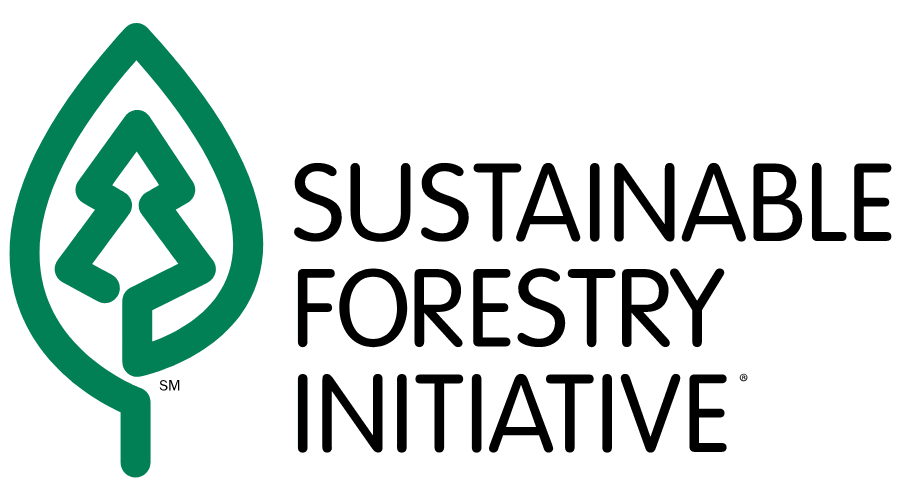 SUSTAINABLE
FORESTRY
INITIATIVE®
SM